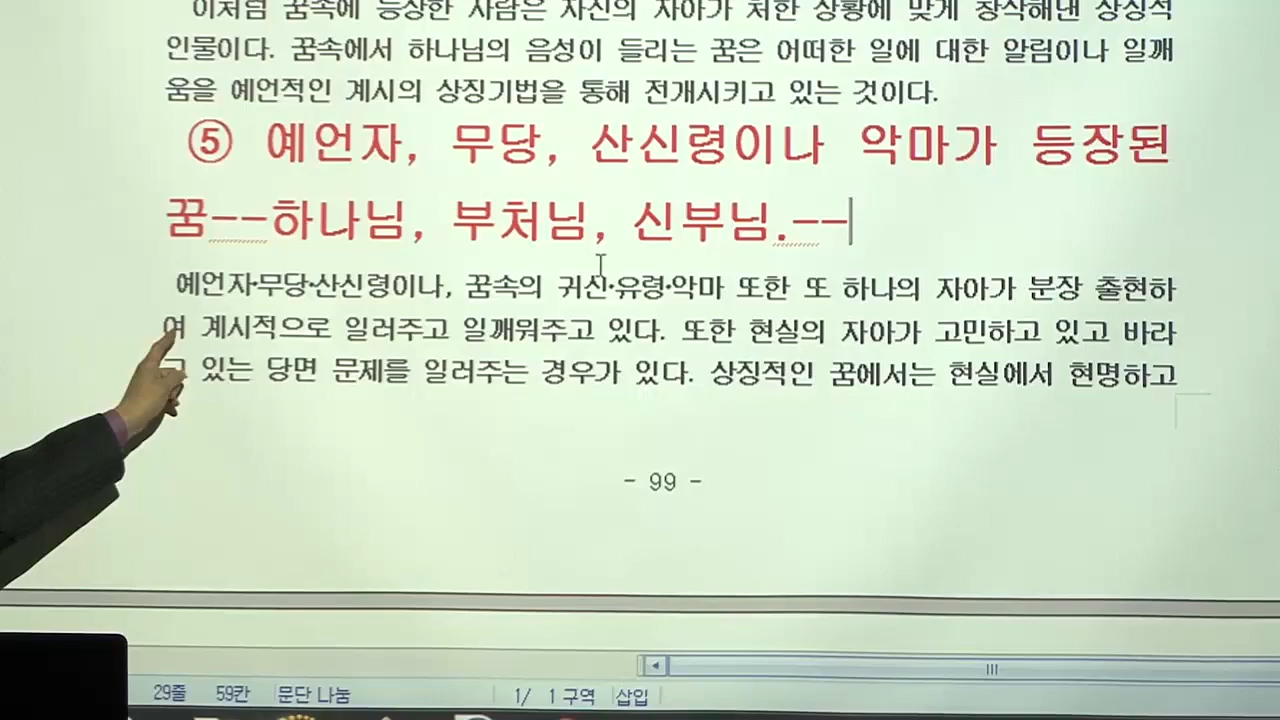 이처럼 꿈속에 등장한 사람은 자신의 자아가 처한 상황에 맞게 창작해낸 상징적
인물이다. 꿈속에서 하나님의 음성이 들리는 꿈은 어떠한 일에 대한 알림이나 일깨
움을 예언적인 계시의 상징기법을 통해 전개시키고 있는 것이다.
⑤ 예언자, 무당, 산신령이나 악마가 등장된
꿈--하나님, 부처님, 신부님.--
예언자·무당·산신령이나, 꿈속의 귀신·유령·악마 또한 또 하나의 자아가 분장 출현하
여 계시적으로 일러주고 일깨워주고 있다. 또한 현실의 자아가 고민하고 있고 바라
고 있는 당면 문제를 일러주는 경우가 있다. 상징적인 꿈에서는 현실에서 현명하고
- 99 -
29줄 59칸 문단 나눔 1/ 1 구역 삽입